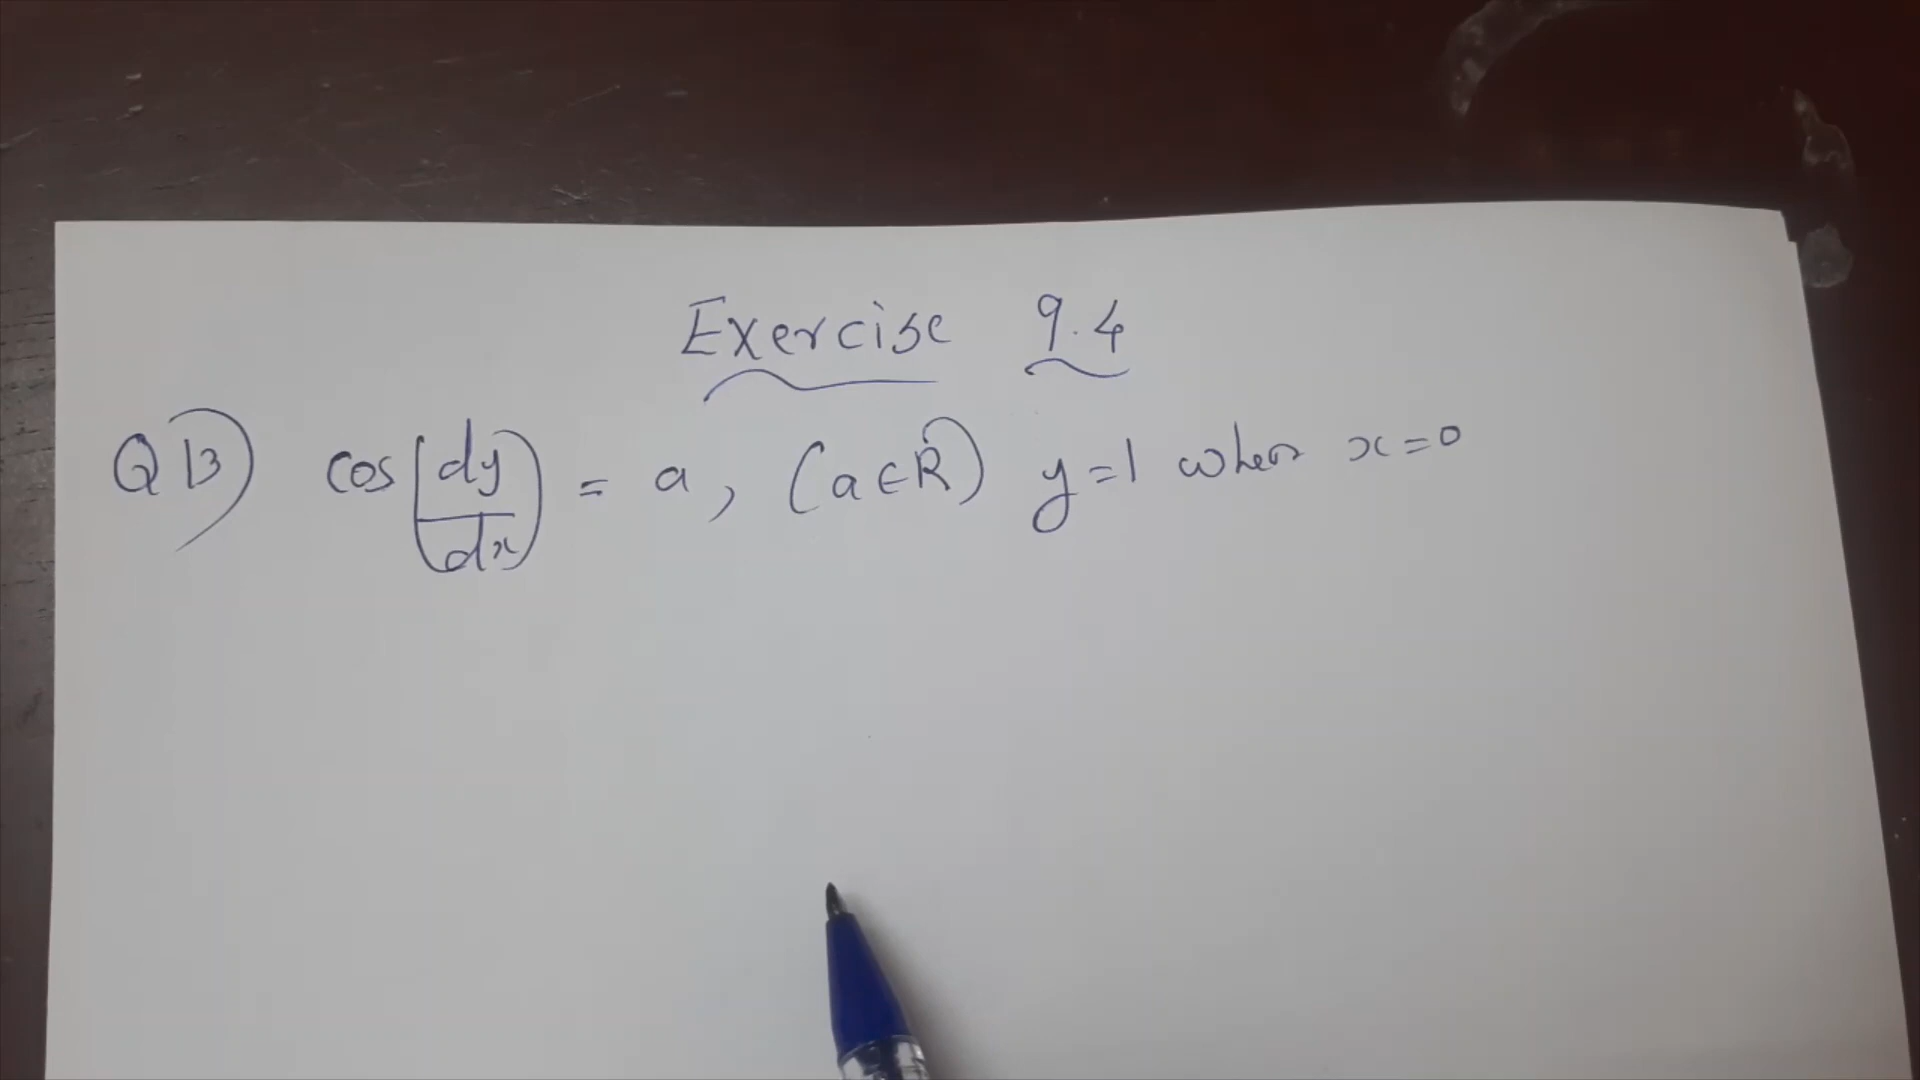 Exercise 9.4
Q13) cos(dy/dx) = a, (a∈R) y=1 when x=0